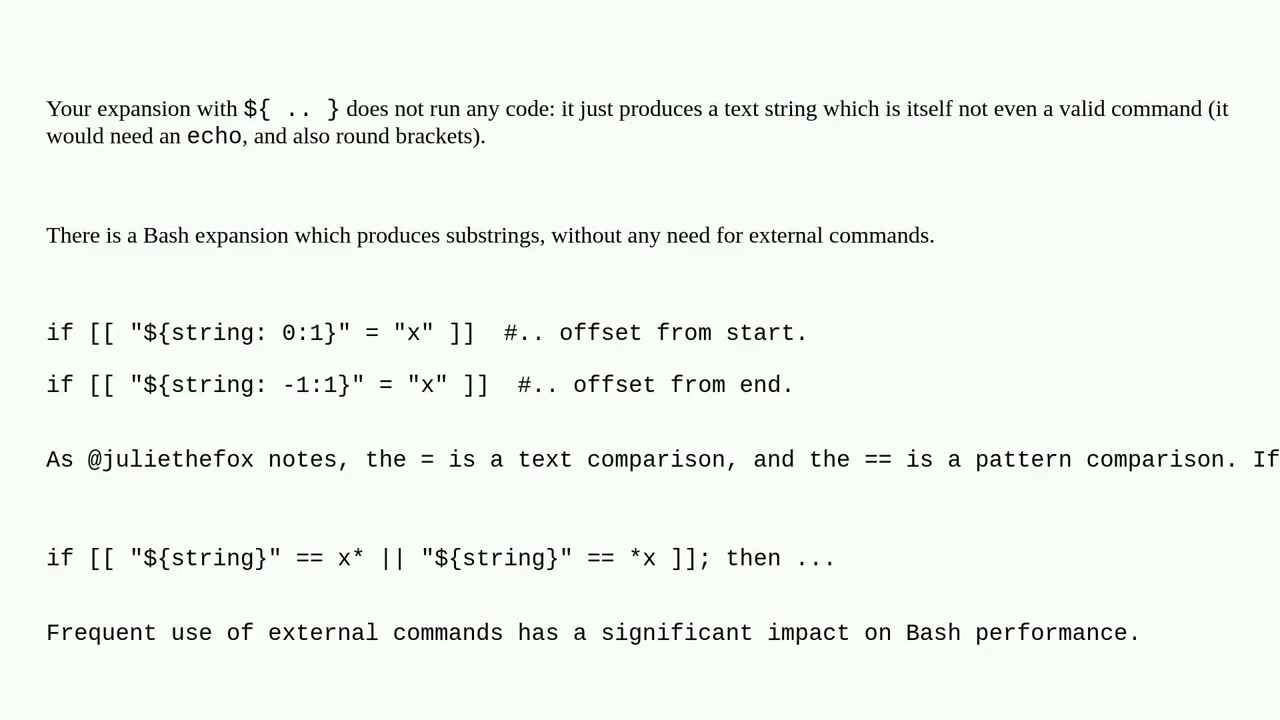 Your expansion with ${ .. } does not run any code: it just produces a text string which is itself not even a valid command (it
would need an echo, and also round brackets).
There is a Bash expansion which produces substrings, without any need for external commands.
if [[ "${string: 0:1}" = "x" ]]  #.. offset from start.
if [[ "${string: -1:1}" = "x" ]]  #.. offset from end.
As @juliethefox notes, the = is a text comparison, and the == is a pattern comparison. If
if [[ "${string}" == x* || "${string}" == *x ]]; then ...
Frequent use of external commands has a significant impact on Bash performance.